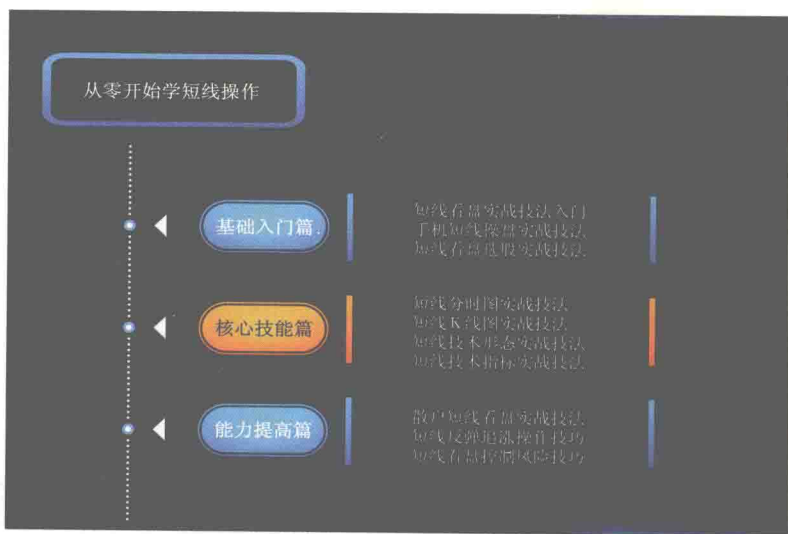 从零开始学短线操作
基础入门篇
短线看盘实战技法入门
手机短线操盘实战技法
短线看盘选股实战技法
核心技能篇
短线分时图实战技法
短线K线图实战技法
短线技术形态实战技法
短线技术指标实战技法
能力提高篇
散户短线看盘实战技法
短线反弹追涨操作技巧
短线看盘控制风险技巧